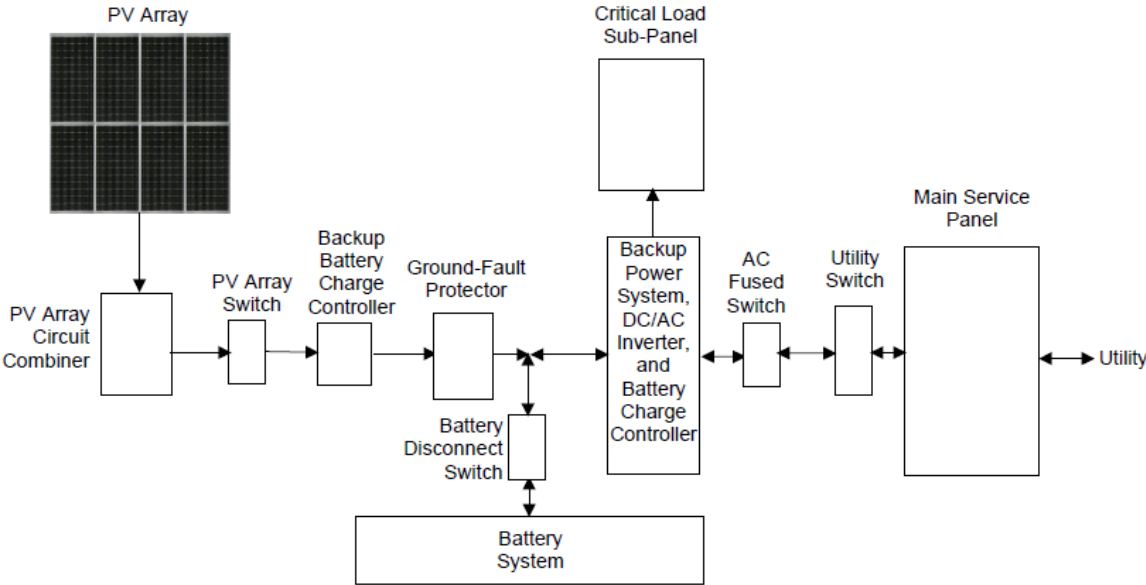 PV Array
Critical Load
Sub-Panel
Main Service
Panel
Backup
Battery
Charge
Controller
Ground-Fault
Protector
Backup
Power
System,
DC/AC
Inverter,
and
Battery
Charge
Controller
AC
Fused
Switch
Utility
Switch
PV Array
Switch
PV Array
Circuit
Combiner
Utility
Battery
Disconnect
Switch
Battery
System